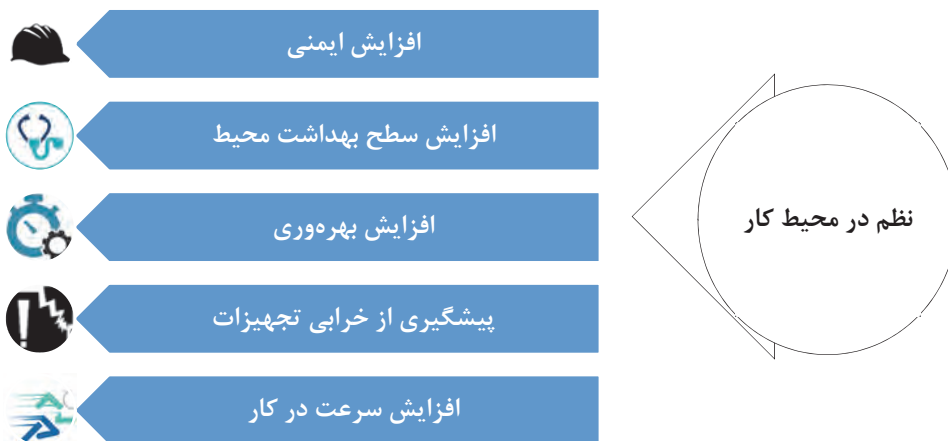 نظم در محیط کار
افزایش ایمنی
افزایش سطح بهداشت محیط
افزایش بهره‌وری
پیشگیری از خرابی تجهیزات
افزایش سرعت در کار